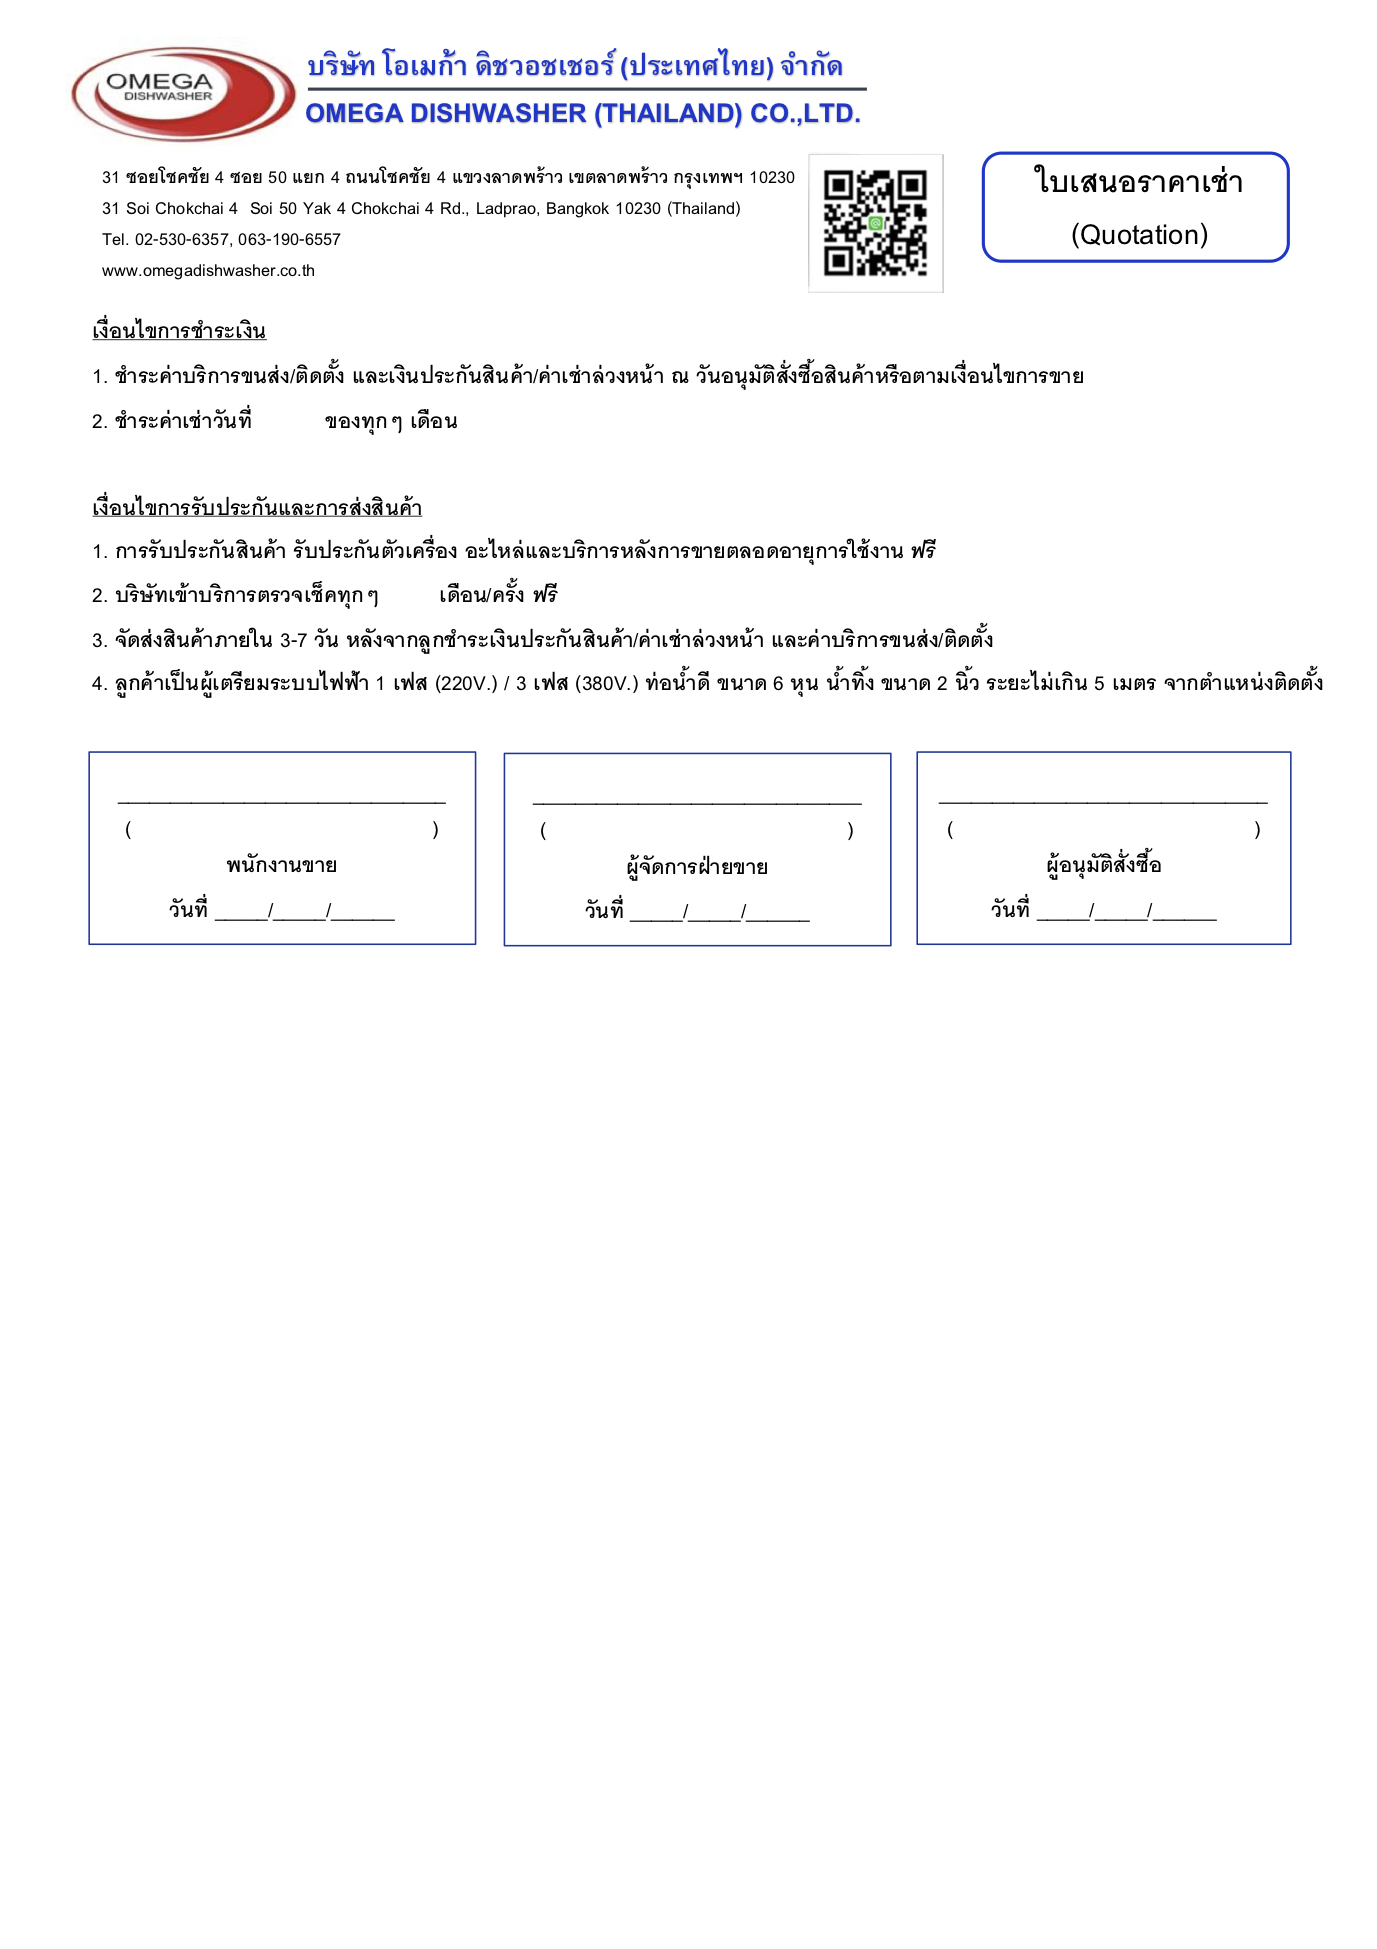 OMEGA
DISHWASHER
บริษัท โอเมก้า ดิชวอชเชอร์ (ประเทศไทย) จำกัด
OMEGA DISHWASHER (THAILAND) CO.,LTD.
31 ซอยโชคชัย 4 ซอย 50 แยก 4 ถนนโชคชัย 4 แขวงลาดพร้าว เขตลาดพร้าว กรุงเทพฯ 10230
31 Soi Chokchai 4 Soi 50 Yak 4 Chokchai 4 Rd., Ladprao, Bangkok 10230 (Thailand)
Tel. 02-530-6357, 063-190-6557
www.omegadishwasher.co.th
ใบเสนอราคาเช่า
(Quotation)
เงื่อนไขการชำระเงิน
1. ชำระค่าบริการขนส่ง/ติดตั้ง และเงินประกันสินค้า/ค่าเช่าล่วงหน้า ณ วันอนุมัติสั่งซื้อสินค้าหรือตามเงื่อนไขการขาย
2. ชำระค่าเช่าวันที่ ของทุกๆ เดือน
เงื่อนไขการรับประกันและการส่งสินค้า
1. การรับประกันสินค้า รับประกันตัวเครื่อง อะไหล่และบริการหลังการขายตลอดอายุการใช้งาน ฟรี
2. บริษัทเข้าบริการตรวจเช็คทุกๆ เดือน/ครั้ง ฟรี
3. จัดส่งสินค้าภายใน 3-7 วัน หลังจากลูกชำระเงินประกันสินค้า/ค่าเช่าล่วงหน้า และค่าบริการขนส่ง/ติดตั้ง
4. ลูกค้าเป็นผู้เตรียมระบบไฟฟ้า 1 เฟส (220V.) / 3 เฟส (380V.) ท่อน้ำดี ขนาด 6 หุน น้ำทิ้ง ขนาด 2 นิ้ว ระยะไม่เกิน 5 เมตร จากตำแหน่งติดตั้ง
_______________________________
( )
พนักงานขาย
วันที่ _____/_____/______
_______________________________
( )
ผู้จัดการฝ่ายขาย
วันที่ _____/_____/______
_______________________________
( )
ผู้อนุมัติสั่งซื้อ
วันที่ _____/_____/______